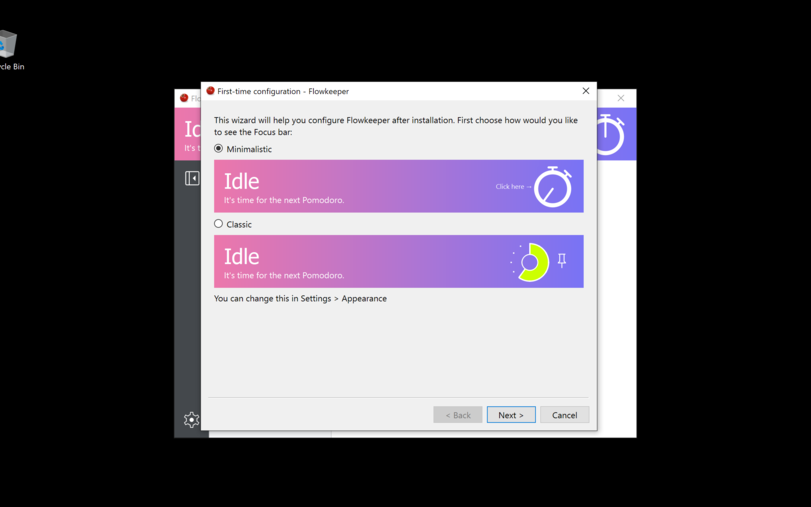 cle Bin
First-time configuration - Flowkeeper
Flo
This wizard will help you configure Flowkeeper after installation. First choose how would you like
to see the Focus bar:
Id
It's t
Minimalistic
Idle
It's time for the next Pomodoro.
Click here →
Classic
Idle
It's time for the next Pomodoro.
You can change this in Settings > Appearance
< Back
Next >
Cancel